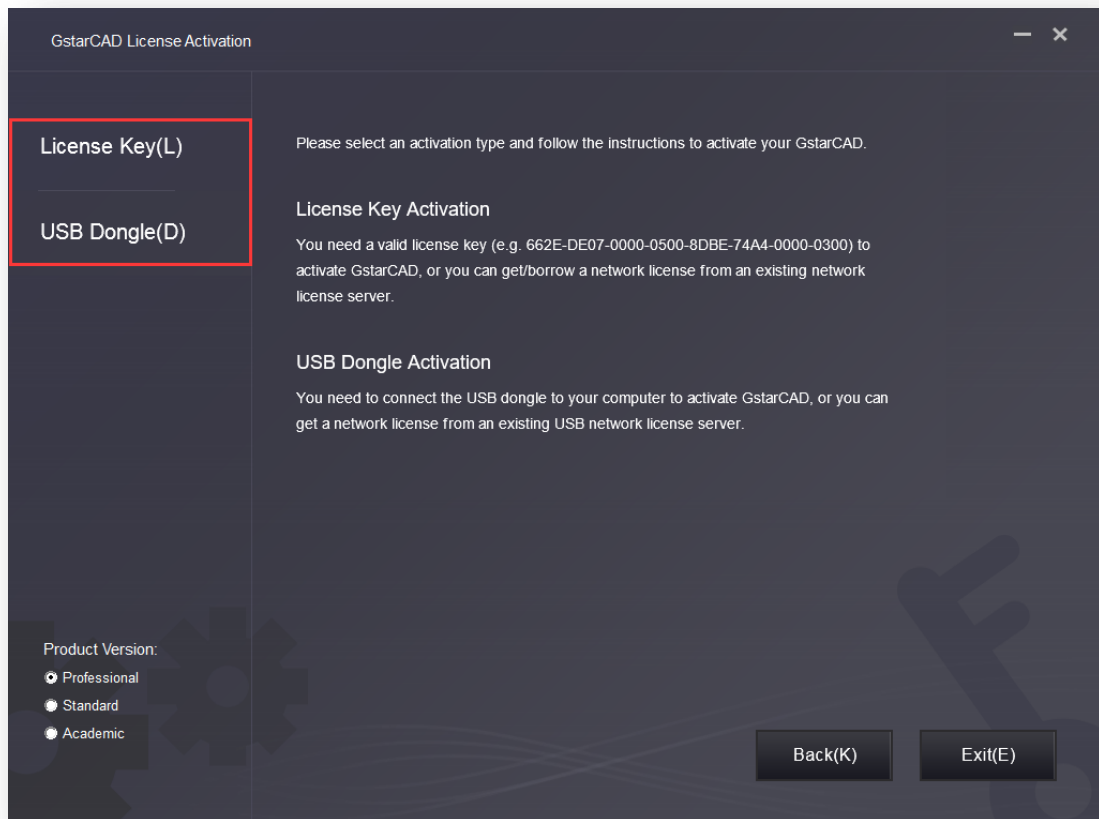 GstarCAD License Activation
License Key(L)
USB Dongle(D)
Please select an activation type and follow the instructions to activate your GstarCAD.
License Key Activation
You need a valid license key (e.g. 662E-DE07-0000-0500-8DBE-74A4-0000-0300) to
activate GstarCAD, or you can get/borrow a network license from an existing network
license server.
USB Dongle Activation
You need to connect the USB dongle to your computer to activate GstarCAD, or you can
get a network license from an existing USB network license server.
Product Version:
Professional
Standard
Academic
Back(K)
Exit(E)